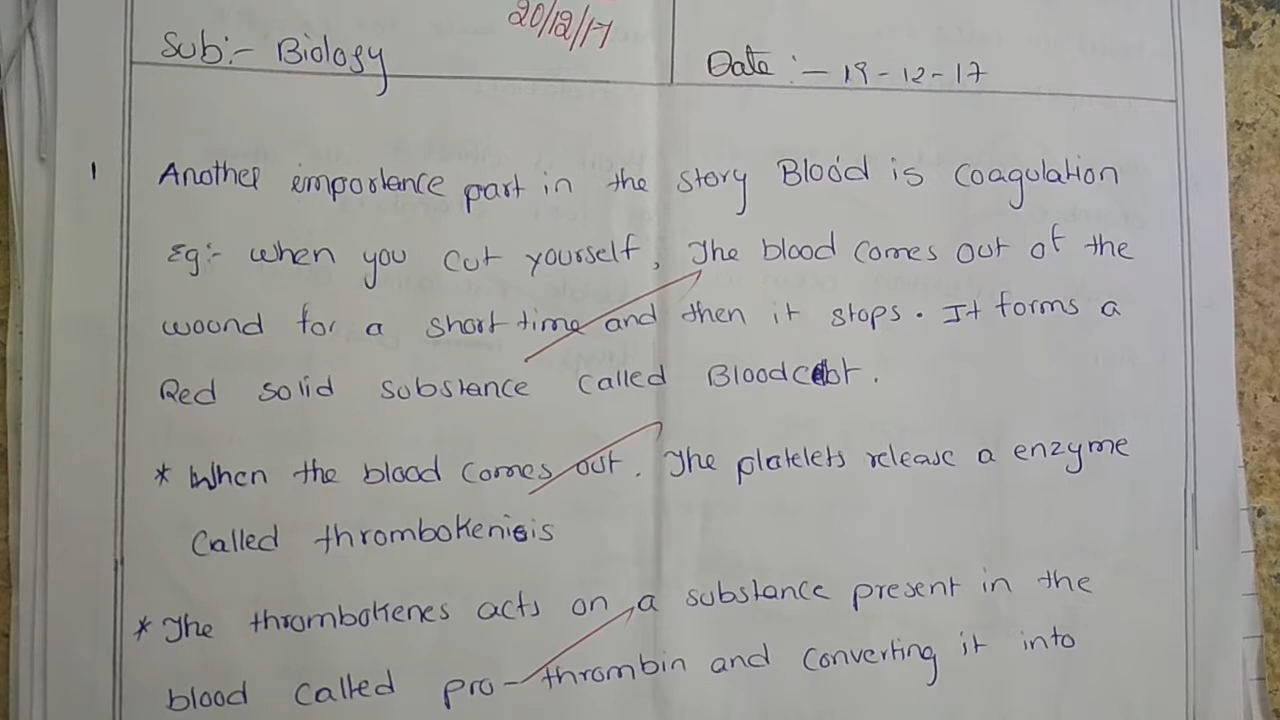 20/12/17
Sub:- Biology
Date :- 19-12-17
1 Another emportence part in the story Blood is coagulation
Eg:- when you cut yourself, The blood comes out of the
wound for a short time and then it stops. It forms a
Red solid substance called Blood
* When the blood comes out. The platelets release a enzyme
called thrombokenisis
* The thrombokenes acts on a substance present in the
blood called pro-thrombin and converting it into